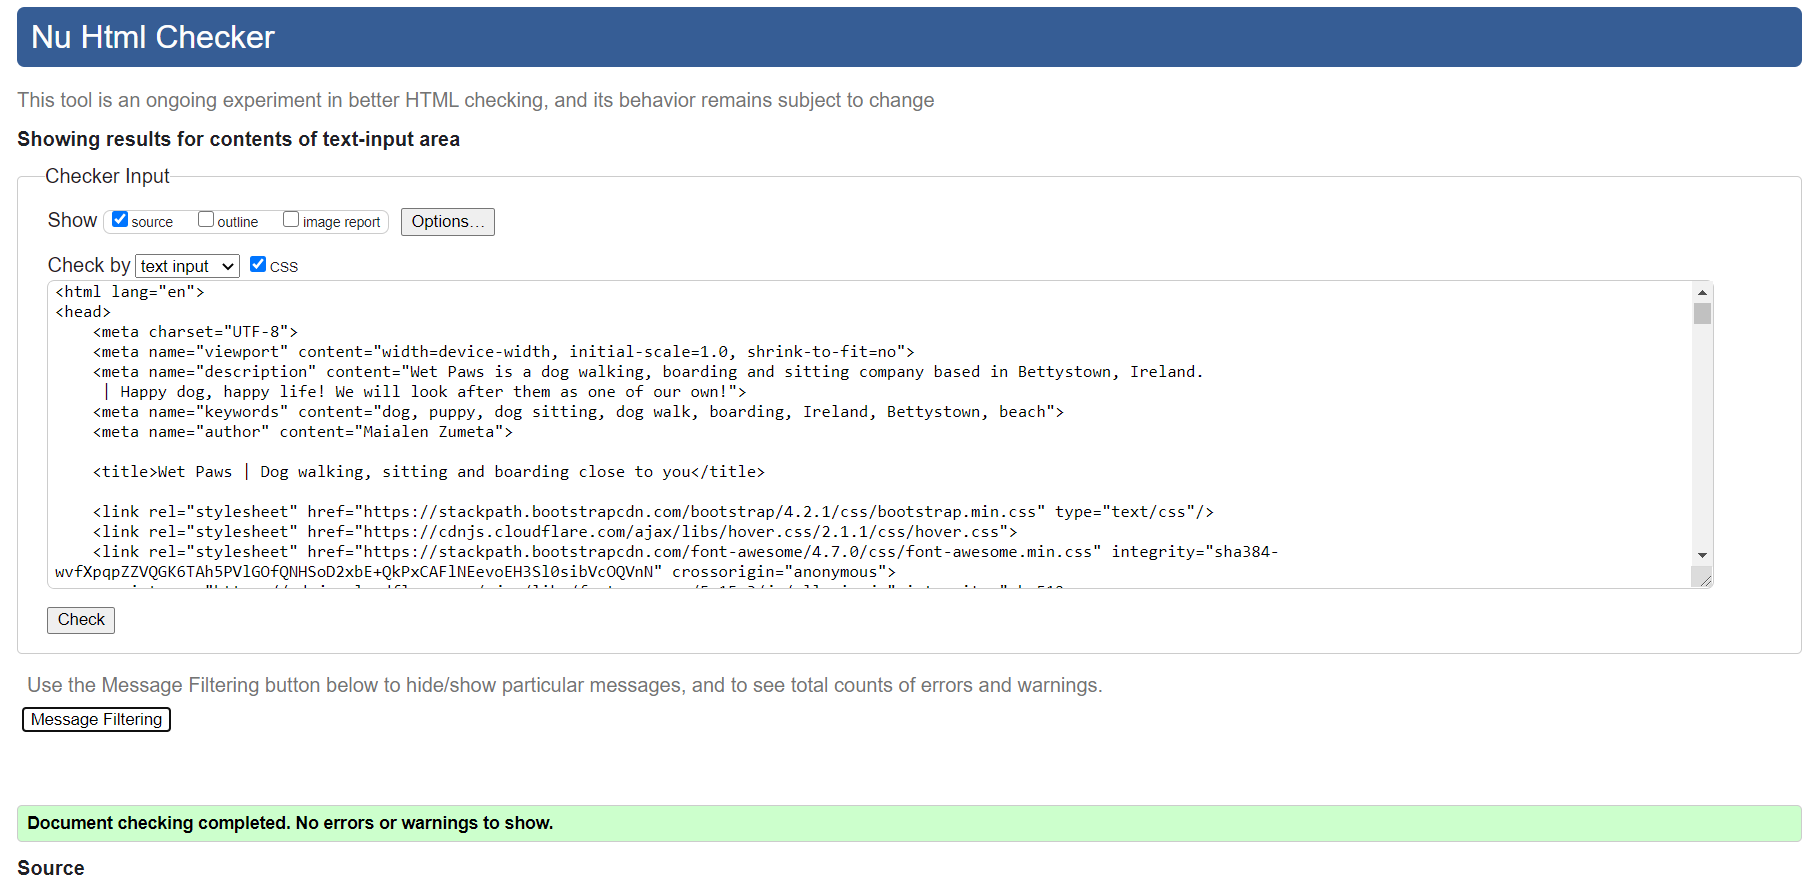 Nu Html Checker
This tool is an ongoing experiment in better HTML checking, and its behavior remains subject to change
Showing results for contents of text-input area
Checker Input
Show source outline image report Options...
Check by text input CSS
<html lang="en">
<head>
<meta charset="UTF-8">
<meta name="viewport" content="width=device-width, initial-scale=1.0, shrink-to-fit=no">
<meta name="description" content="Wet Paws is a dog walking, boarding and sitting company based in Bettystown, Ireland.
| Happy dog, happy life! We will look after them as one of our own!">
<meta name="keywords" content="dog, puppy, dog sitting, dog walk, boarding, Ireland, Bettystown, beach">
<meta name="author" content="Maialen Zumeta">
<title>Wet Paws | Dog walking, sitting and boarding close to you</title>
<link rel="stylesheet" href="https://stackpath.bootstrapcdn.com/bootstrap/4.2.1/css/bootstrap.min.css" type="text/css"/>
<link rel="stylesheet" href="https://cdnjs.cloudflare.com/ajax/libs/hover.css/2.1.1/css/hover.css">
<link rel="stylesheet" href="https://stackpath.bootstrapcdn.com/font-awesome/4.7.0/css/font-awesome.min.css" integrity="sha384-
wvfXpqpZZVQGK6TAh5PVlGOfQNHSoD2xbE+QkPxCAFlNEevoEH3Sl0sibVcOQVnN" crossorigin="anonymous">
Check
Use the Message Filtering button below to hide/show particular messages, and to see total counts of errors and warnings.
Message Filtering
Document checking completed. No errors or warnings to show.
Source